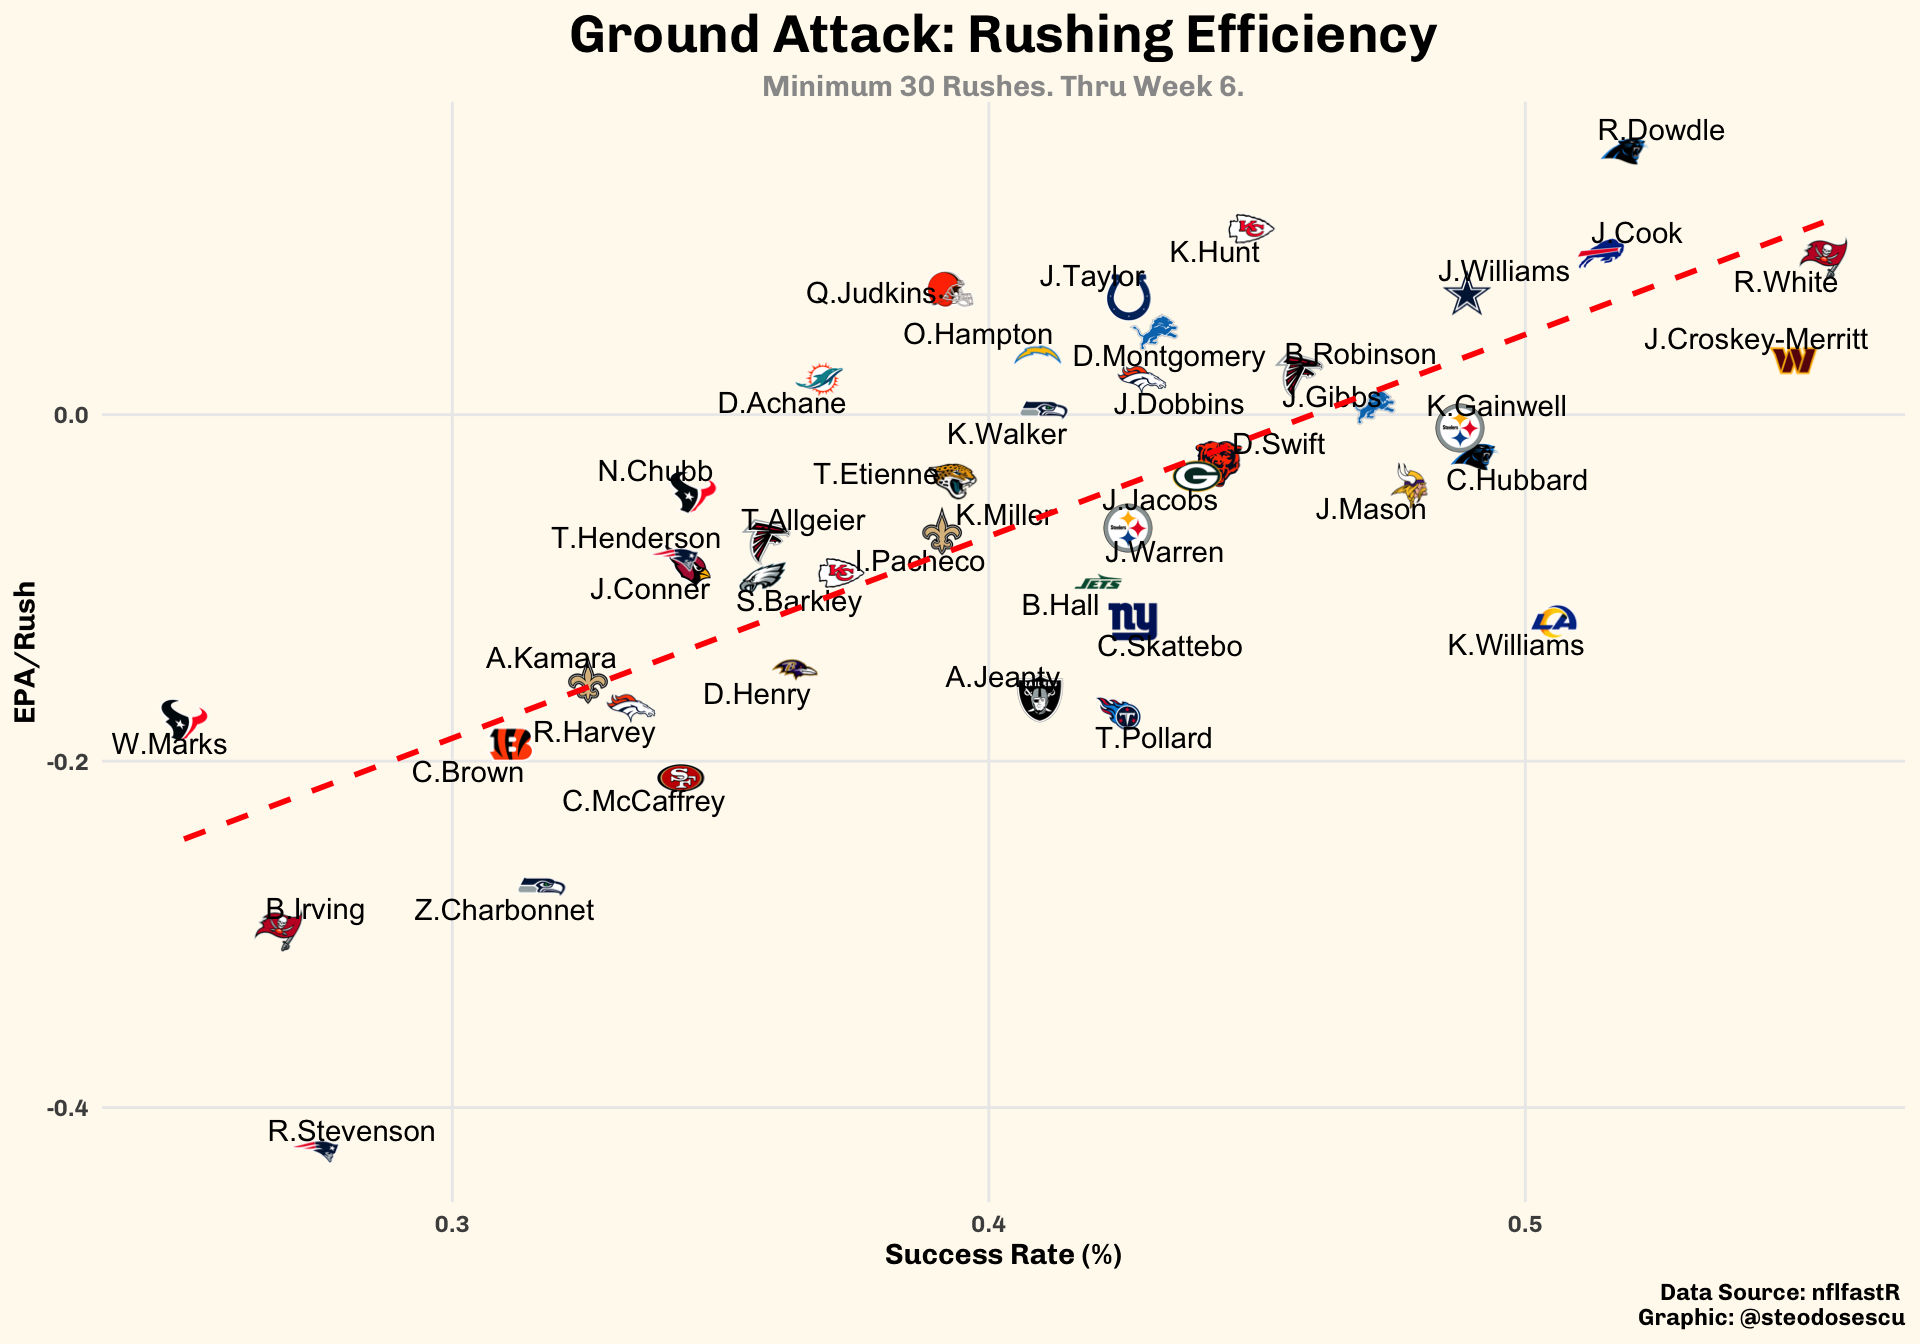 Ground Attack: Rushing Efficiency
Minimum 30 Rushes. Thru Week 6.
R.Dowdle
J.Cook
K.Hunt
J.Williams
J.Taylor
R.White
Q.Judkins
O.Hampton
J.Croskey-Merritt
D.Montgomery
B.Robinson
D.Achane
J.Dobbins
J.Gibbs
K.Gainwell
0.0
K.Walker
D.Swift
N.Chubb
T.Etienne
C.Hubbard
J.Jacobs
J.Mason
T.Allgeier
K.Miller
T.Henderson
J.Warren
I.Pacheco
J.Conner
S.Barkley
B.Hall
JETS
ny
LA
C.Skattebo
K.Williams
EPA/Rush
A.Kamara
A.Jeanty
D.Henry
W.Marks
R.Harvey
T.Pollard
-0.2
C.Brown
C.McCaffrey
B.Irving
Z.Charbonnet
-0.4
R.Stevenson
0.3
0.4
0.5
Success Rate (%)
Data Source: nflfastR
Graphic: @steodosescu